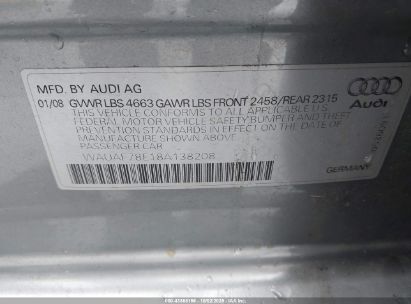 MFD. BY AUDI AG
01/08 GVWR LBS 4663 GAWR LBS FRONT 2458/REAR 2315
THIS VEHICLE CONFORMS TO ALL APPLICABLE U.S.
FEDERAL MOTOR VEHICLE SAFETY BUMPER AND THEFT
PREVENTION STANDARDS IN EFFECT ON THE DATE OF
MANUFACTURE SHOWN ABOVE.
PASSENGER CAR
WAUAF78E18A138208
Audi
GERMANY